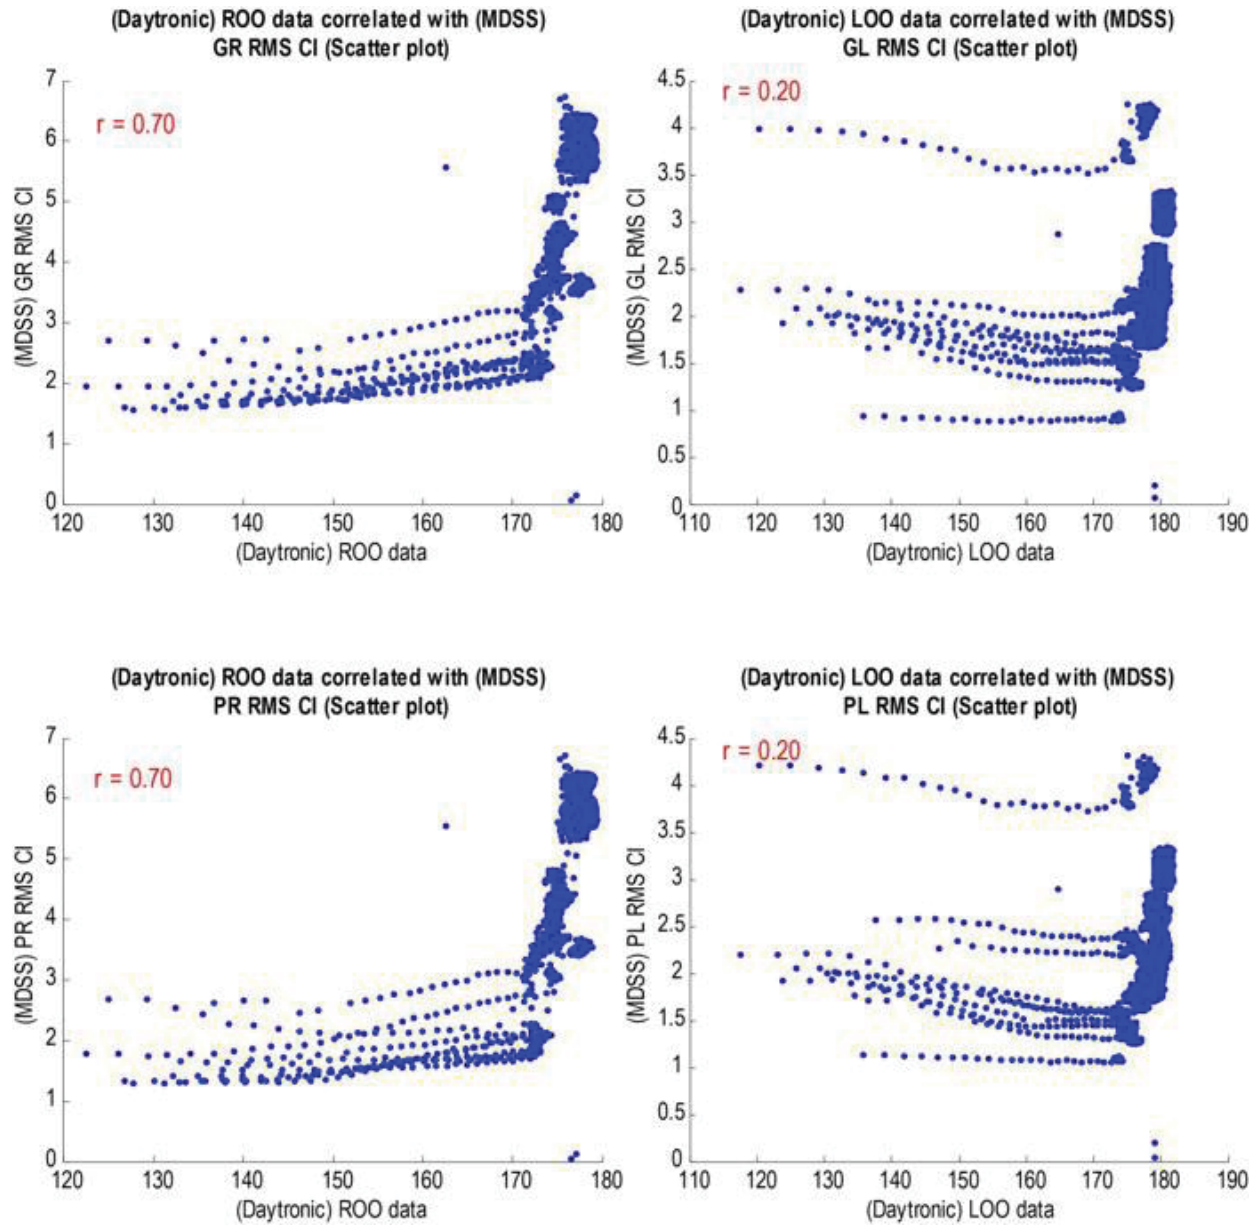 (Daytronic) ROO data correlated with (MDSS)
GR RMS CI (Scatter plot)
7
6
5
4
3
2
1
0
r = 0.70
(MDSS) GR RMS CI
120 130 140 150 160 170 180
(Daytronic) ROO data
(Daytronic) LOO data correlated with (MDSS)
GL RMS CI (Scatter plot)
4.5
4
3.5
3
2.5
2
1.5
1
0.5
0
r = 0.20
(MDSS) GL RMS CI
110 120 130 140 150 160 170 180 190
(Daytronic) LOO data
(Daytronic) ROO data correlated with (MDSS)
PR RMS CI (Scatter plot)
7
6
5
4
3
2
1
0
r = 0.70
(MDSS) PR RMS CI
120 130 140 150 160 170 180
(Daytronic) ROO data
(Daytronic) LOO data correlated with (MDSS)
PL RMS CI (Scatter plot)
4.5
4
3.5
3
2.5
2
1.5
1
0.5
0
r = 0.20
(MDSS) PL RMS CI
110 120 130 140 150 160 170 180 190
(Daytronic) LOO data